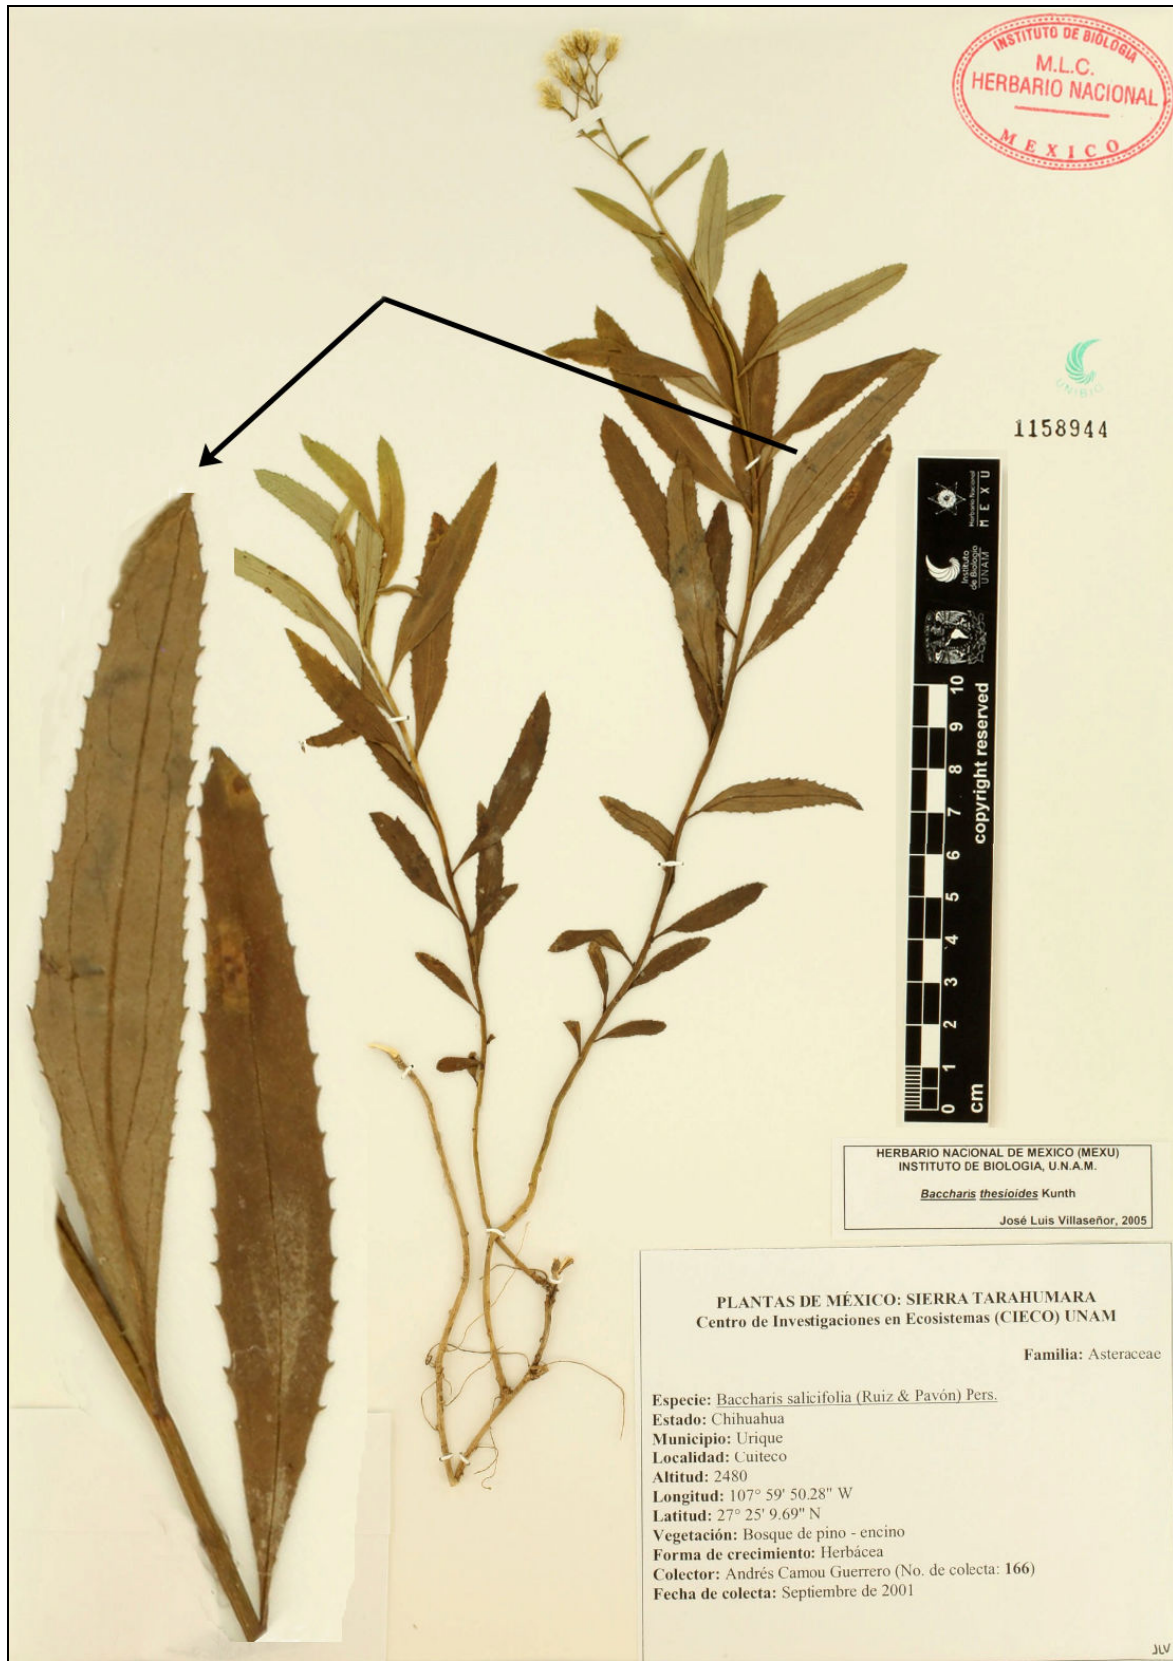 INSTITUTO DE BIOLOGIA
M.L.C.
HERBARIO NACIONAL
MEXICO
UNIBIO
1158944
Herbario Nacional
MEXU
Instituto
de Biología
UNAM
copyright reserved
10
9
8
7
6
5
4
3
2
1
0
cm
HERBARIO NACIONAL DE MEXICO (MEXU)
INSTITUTO DE BIOLOGIA, U.N.A.M.
Baccharis thesioides Kunth
José Luis Villaseñor, 2005
PLANTAS DE MÉXICO: SIERRA TARAHUMARA
Centro de Investigaciones en Ecosistemas (CIECO) UNAM
Familia: Asteraceae
Especie: Baccharis salicifolia (Ruiz & Pavón) Pers.
Estado: Chihuahua
Municipio: Urique
Localidad: Cuiteco
Altitud: 2480
Longitud: 107° 59' 50.28" W
Latitud: 27° 25' 9.69" N
Vegetación: Bosque de pino - encino
Forma de crecimiento: Herbácea
Colector: Andrés Camou Guerrero (No. de colecta: 166)
Fecha de colecta: Septiembre de 2001
JLV